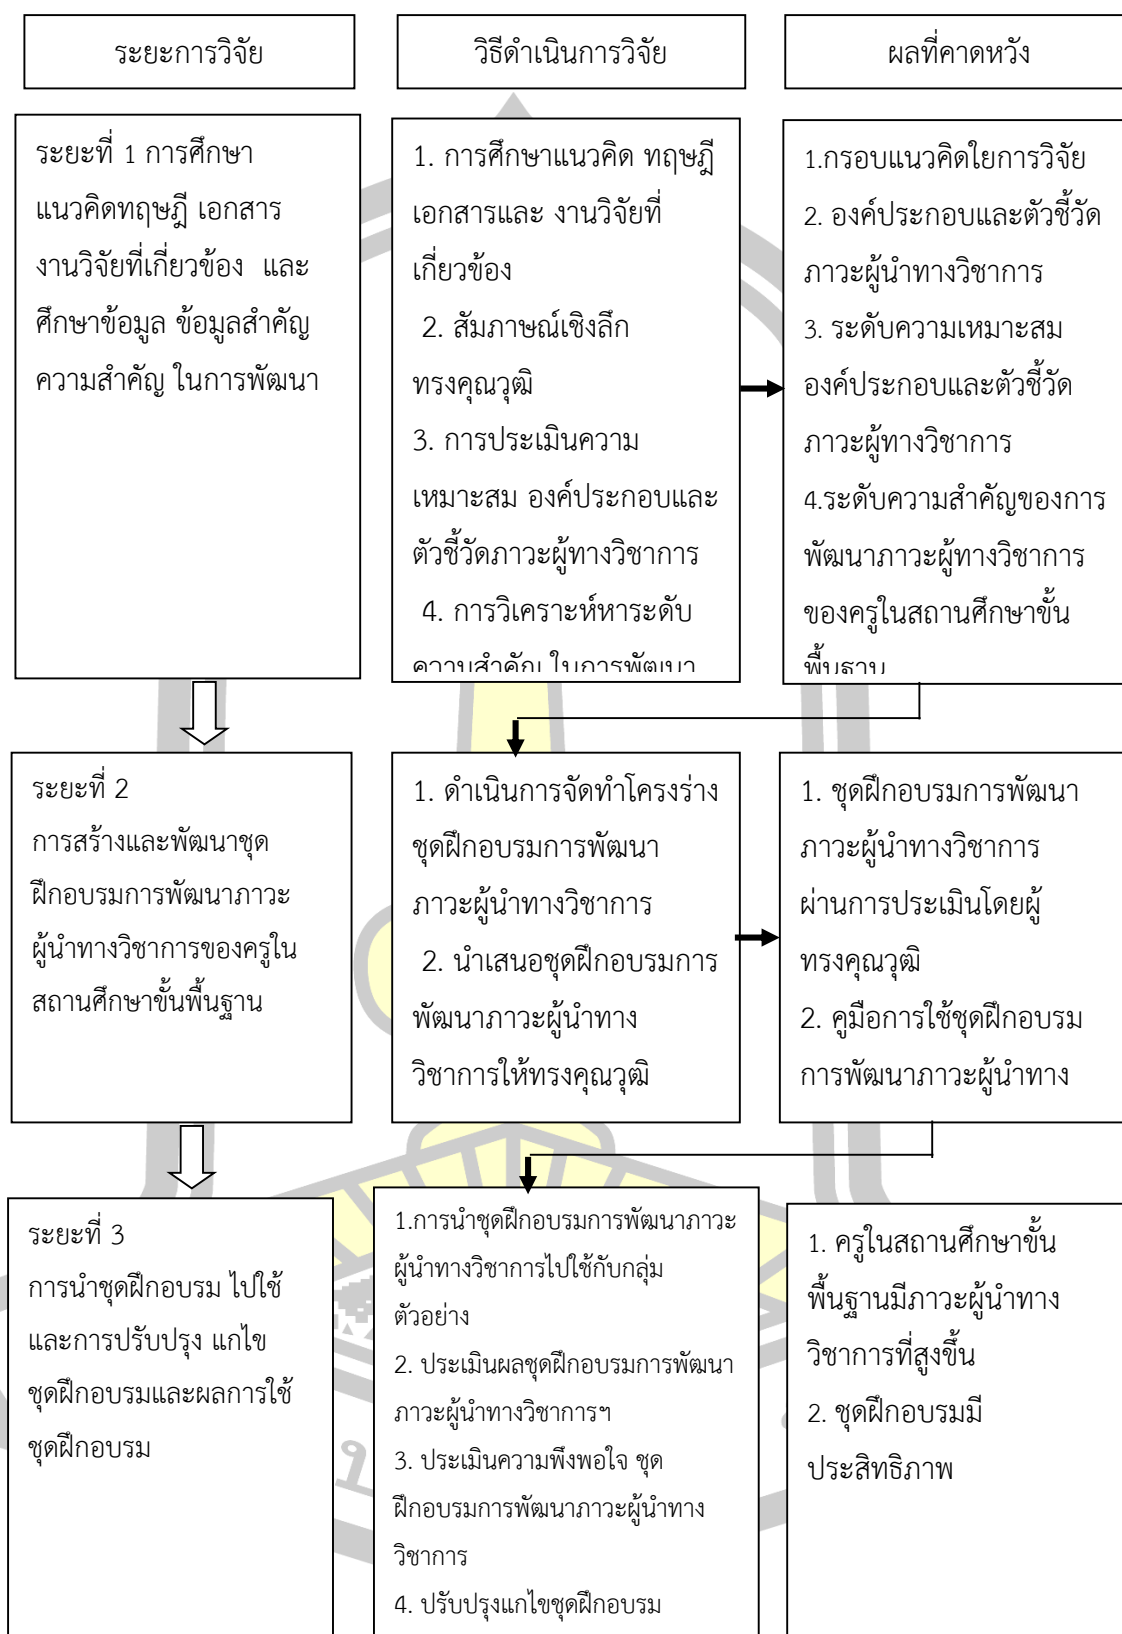 ระยะการวิจัย
วิธีดำเนินการวิจัย
ผลที่คาดหวัง
ระยะที่ 1 การศึกษา
แนวคิดทฤษฎี เอกสาร
งานวิจัยที่เกี่ยวข้อง และ
ศึกษาข้อมูล ข้อมูลสำคัญ
ความสำคัญ ในการพัฒนา
1. การศึกษาแนวคิด ทฤษฎี
เอกสารและ งานวิจัยที่
เกี่ยวข้อง
2. สัมภาษณ์เชิงลึก
ทรงคุณวุฒิ
3. การประเมินความ
เหมาะสม องค์ประกอบและ
ตัวชี้วัดภาวะผู้ทางวิชาการ
4. การวิเคราะห์หาระดับ
ความสำคัญ ในการพัฒนา
1.กรอบแนวคิดใยการวิจัย
2. องค์ประกอบและตัวชี้วัด
ภาวะผู้นำทางวิชาการ
3. ระดับความเหมาะสม
องค์ประกอบและตัวชี้วัด
ภาวะผู้ทางวิชาการ
4.ระดับความสำคัญของการ
พัฒนาภาวะผู้ทางวิชาการ
ของครูในสถานศึกษาขั้น
พื้นฐาน
ระยะที่ 2
การสร้างและพัฒนาชุด
ฝึกอบรมการพัฒนาภาวะ
ผู้นำทางวิชาการของครูใน
สถานศึกษาขั้นพื้นฐาน
1. ดำเนินการจัดทำโครงร่าง
ชุดฝึกอบรมการพัฒนา
ภาวะผู้นำทางวิชาการ
2. นำเสนอชุดฝึกอบรมการ
พัฒนาภาวะผู้นำทาง
วิชาการให้ทรงคุณวุฒิ
1. ชุดฝึกอบรมการพัฒนา
ภาวะผู้นำทางวิชาการ
ผ่านการประเมินโดยผู้
ทรงคุณวุฒิ
2. คู่มือการใช้ชุดฝึกอบรม
การพัฒนาภาวะผู้นำทาง
ระยะที่ 3
การนำชุดฝึกอบรม ไปใช้
และการปรับปรุง แก้ไข
ชุดฝึกอบรมและผลการใช้
ชุดฝึกอบรม
1.การนำชุดฝึกอบรมการพัฒนาภาวะ
ผู้นำทางวิชาการไปใช้กับกลุ่ม
ตัวอย่าง
2. ประเมินผลชุดฝึกอบรมการพัฒนา
ภาวะผู้นำทางวิชาการฯ
3. ประเมินความพึงพอใจ ชุด
ฝึกอบรมการพัฒนาภาวะผู้นำทาง
วิชาการ
4. ปรับปรุงแก้ไขชุดฝึกอบรม
1. ครูในสถานศึกษาขั้น
พื้นฐานมีภาวะผู้นำทาง
วิชาการที่สูงขึ้น
2. ชุดฝึกอบรมมี
ประสิทธิภาพ